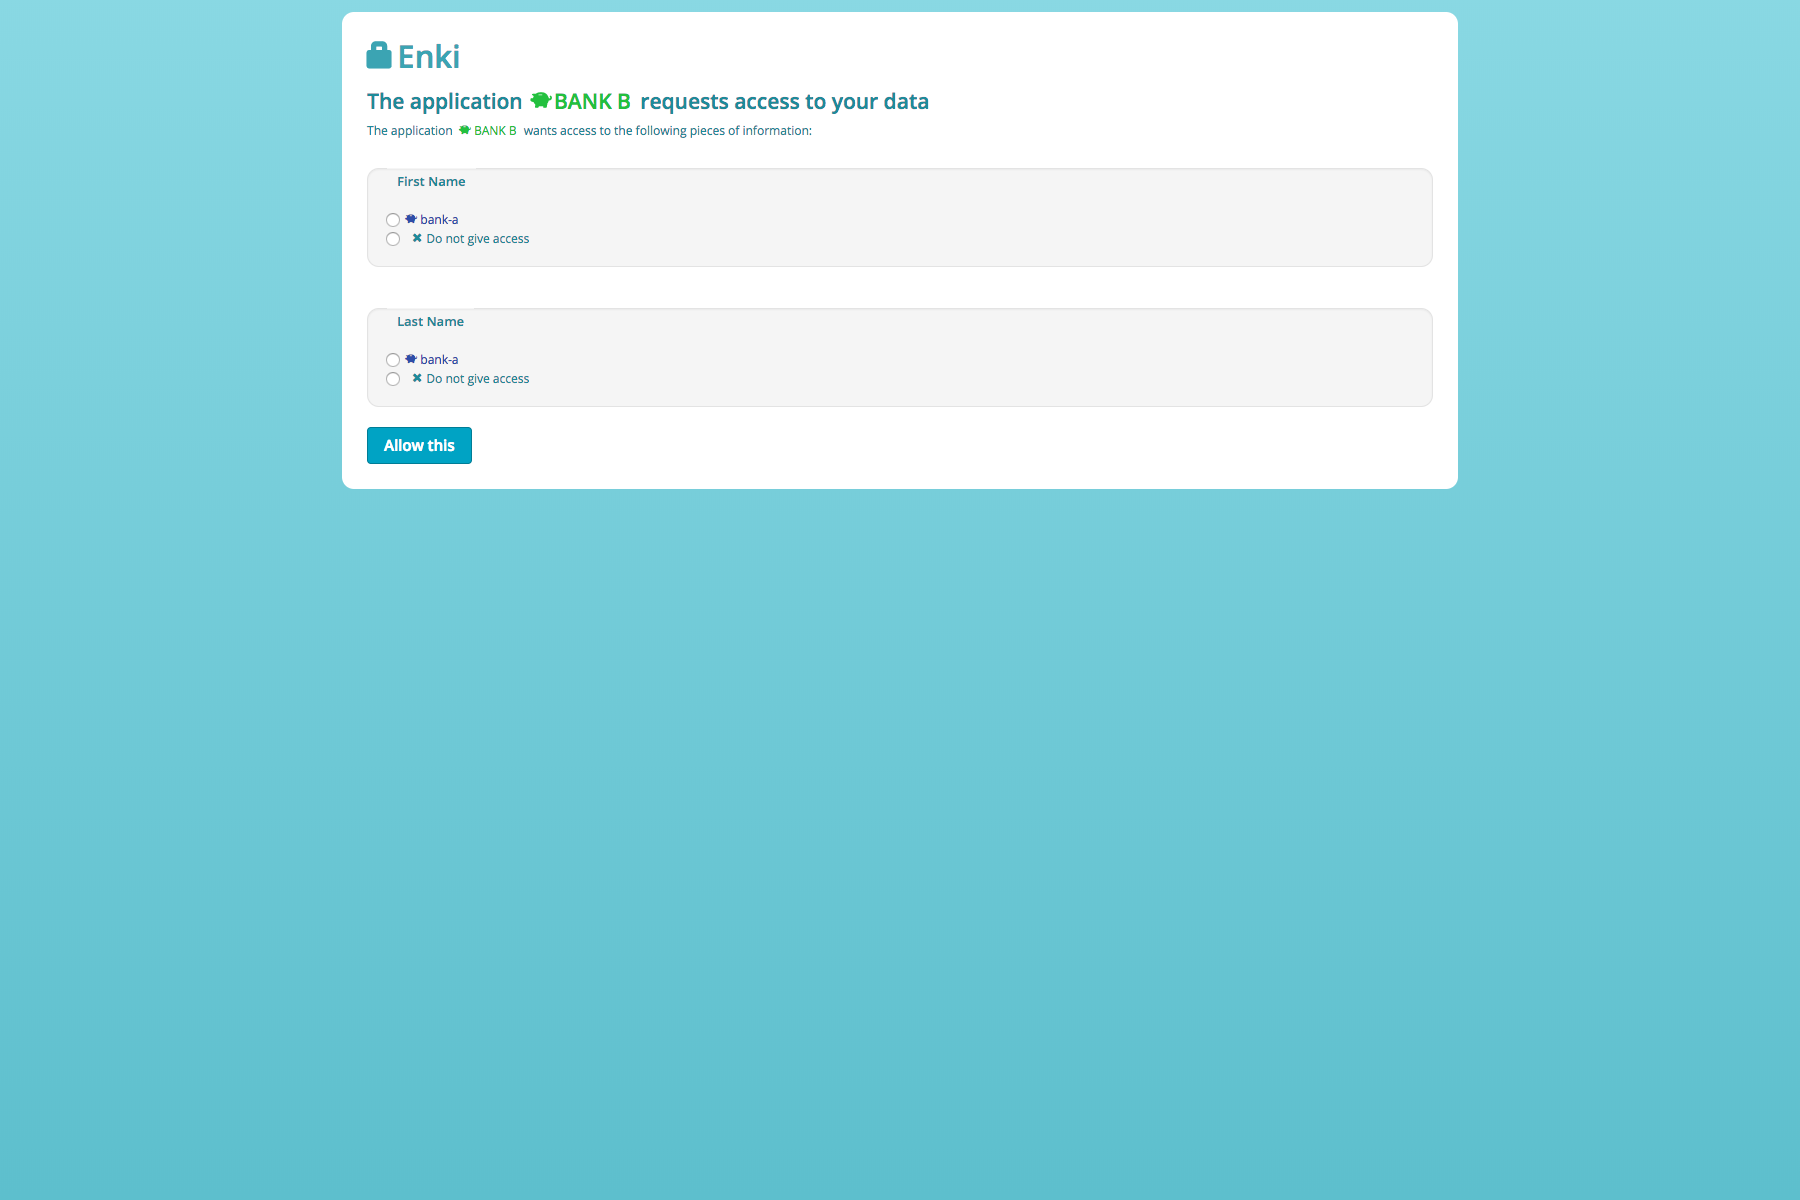 Enki
The application BANK B requests access to your data
The application BANK B wants access to the following pieces of information:
First Name
bank-a
Do not give access
Last Name
bank-a
Do not give access
Allow this